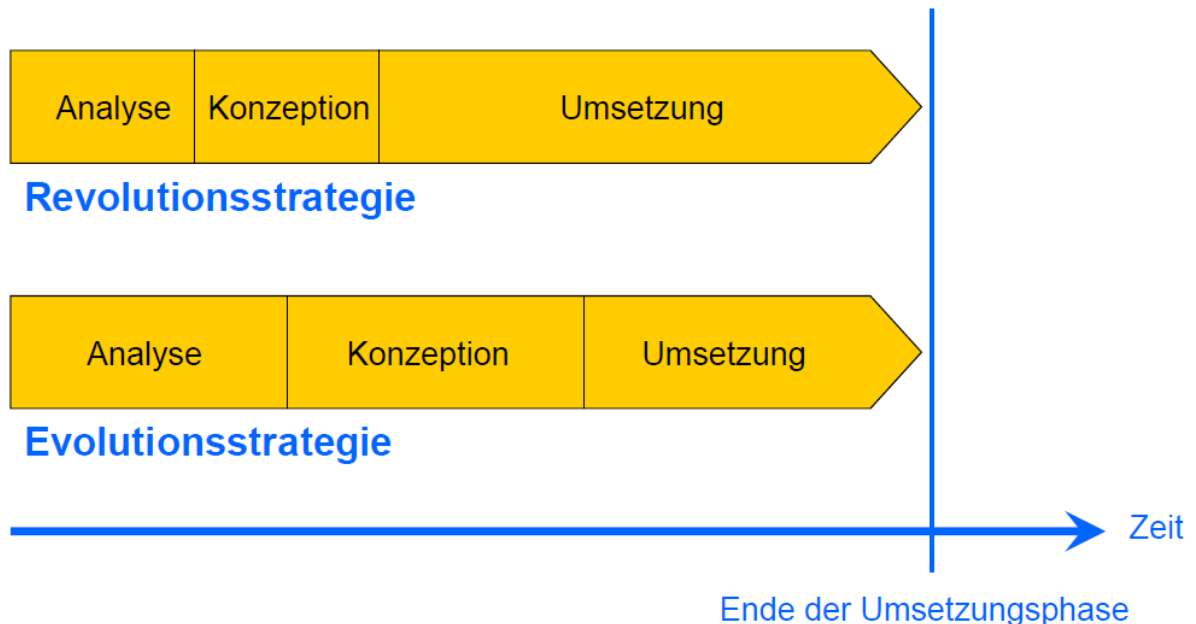 Analyse Konzeption Umsetzung
Revolutionsstrategie
Analyse Konzeption Umsetzung
Evolutionsstrategie
Zeit
Ende der Umsetzungsphase